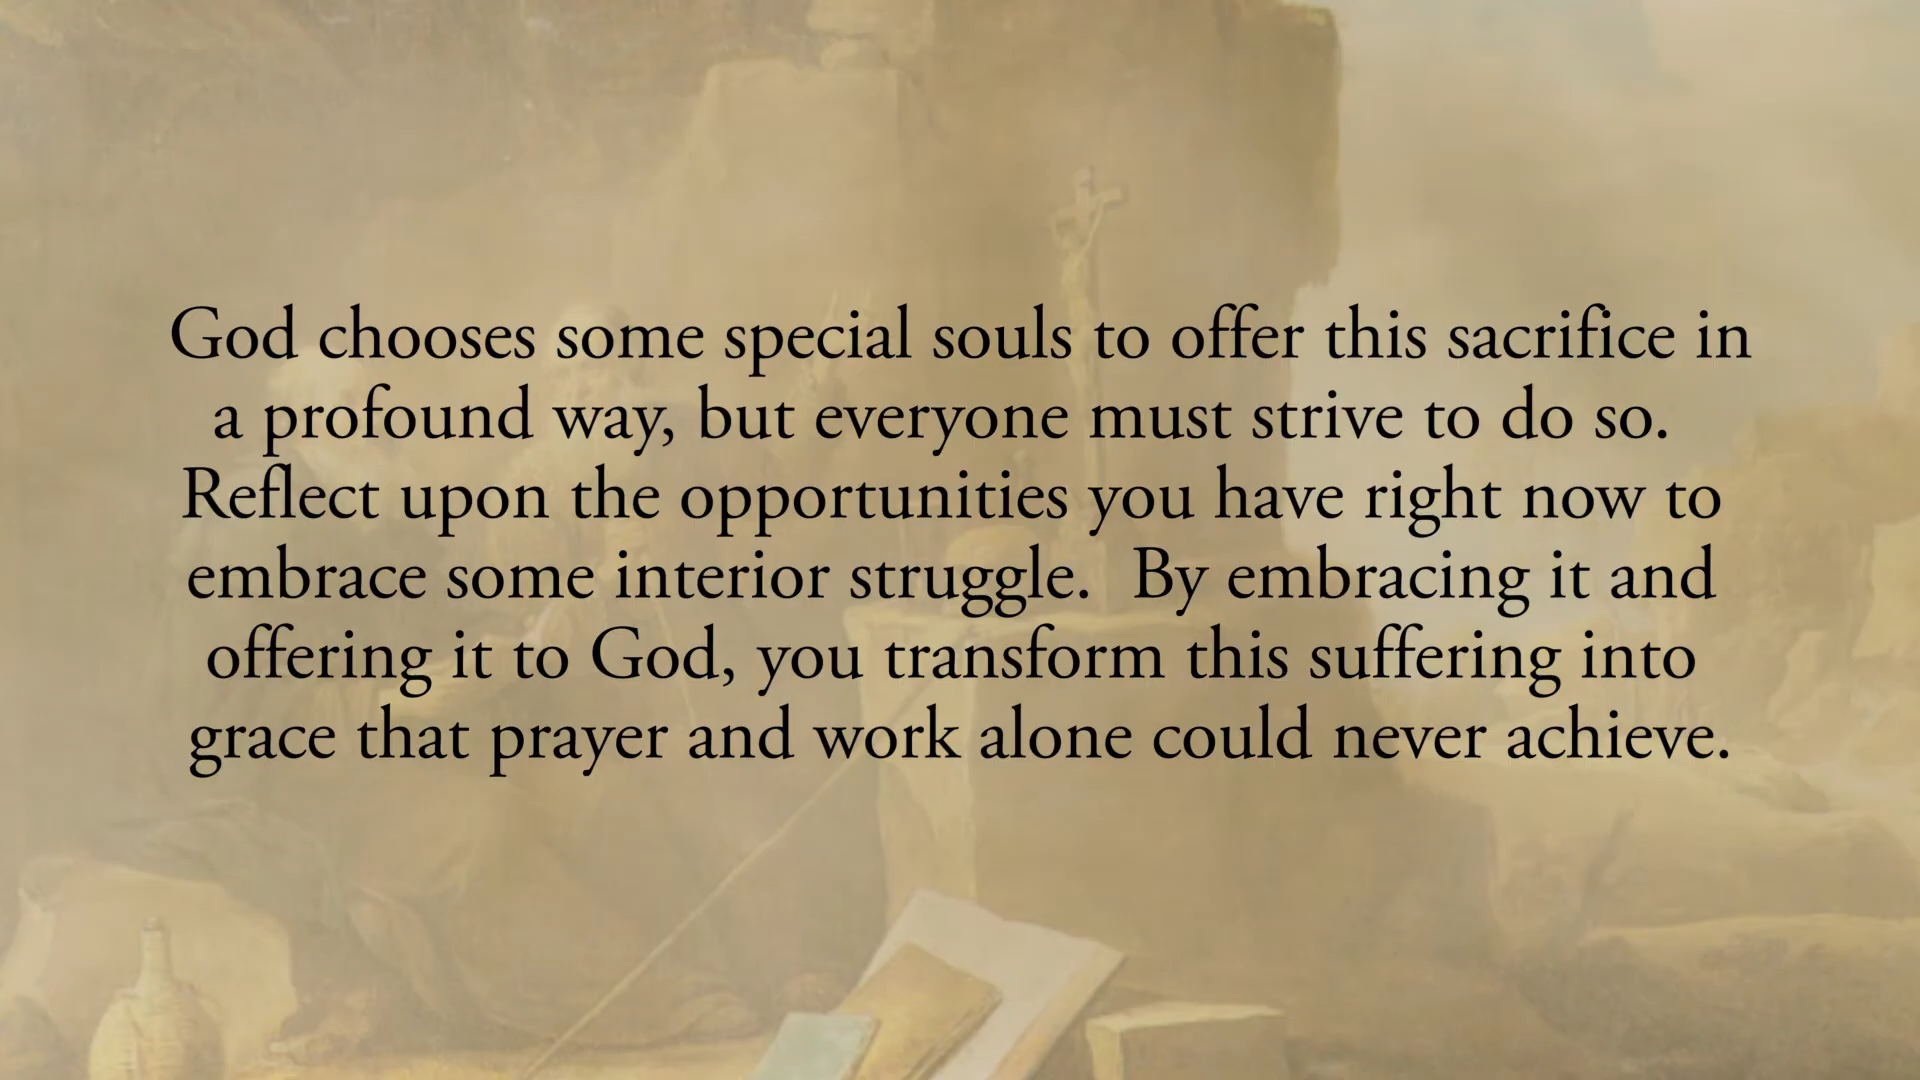 God chooses some special souls to offer this sacrifice in
a profound way, but everyone must strive to do so.
Reflect upon the opportunities you have right now to
embrace some interior struggle.  By embracing it and
offering it to God, you transform this suffering into
grace that prayer and work alone could never achieve.